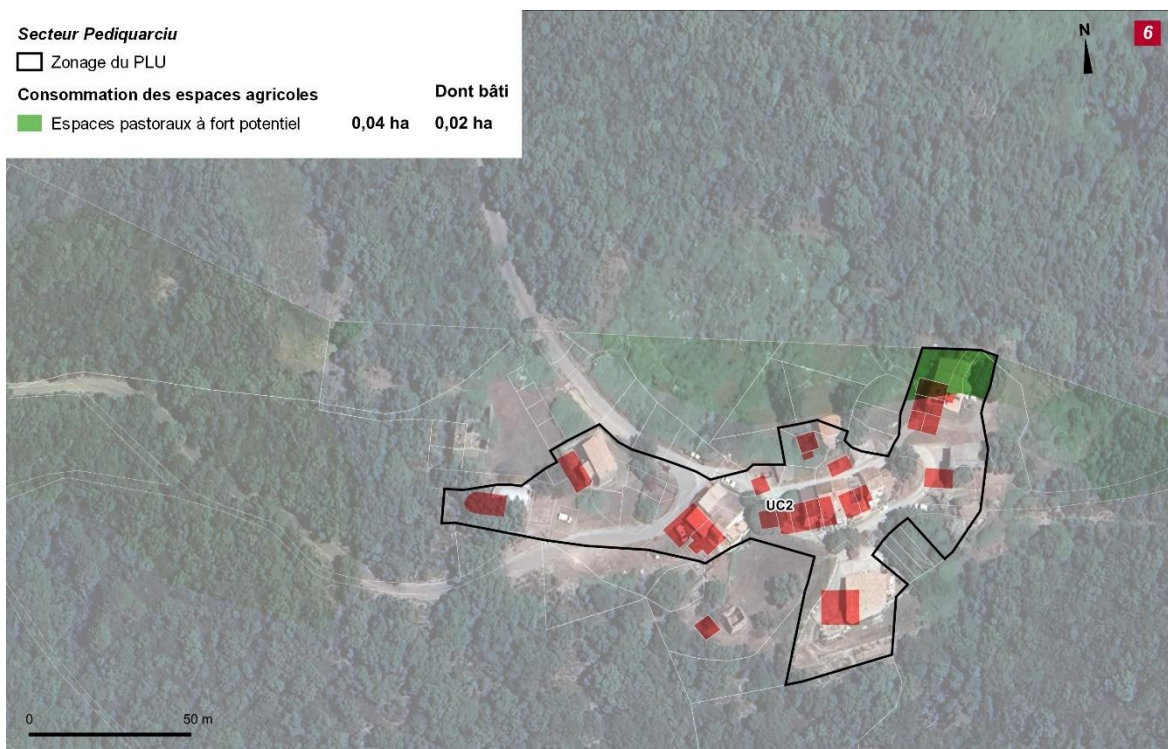 Secteur Pediquarciu
Zonage du PLU
Consommation des espaces agricoles Dont bâti
Espaces pastoraux à fort potentiel 0,04 ha 0,02 ha
N
6
UC2
0 50 m